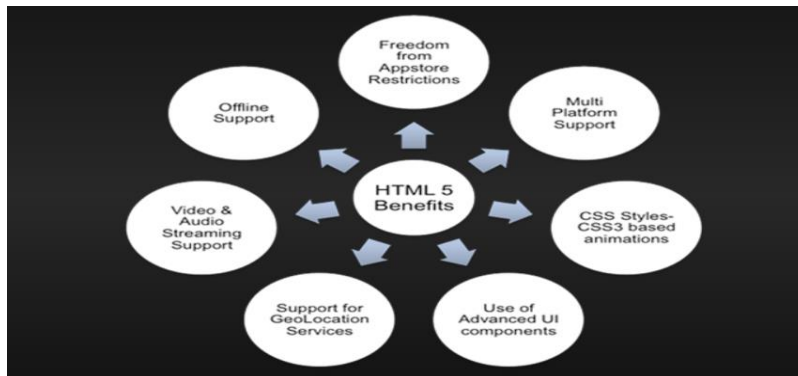 Freedom
from
Appstore
Restrictions
Multi
Platform
Support
CSS Styles-
CSS3 based
animations
Use of
Advanced UI
components
Support for
GeoLocation
Services
Video &
Audio
Streaming
Support
Offline
Support
HTML 5
Benefits